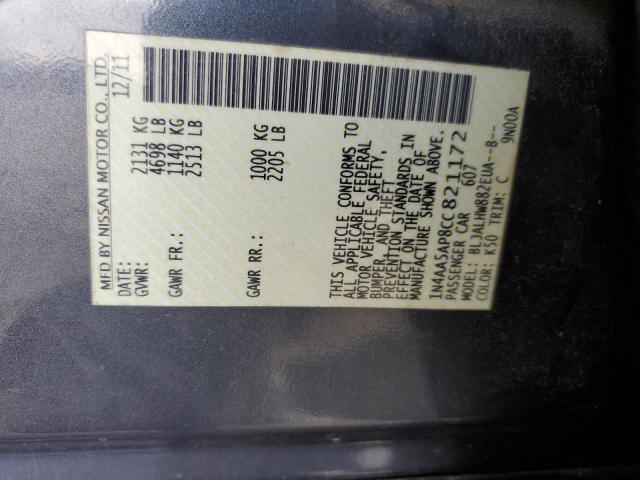 MFD BY NISSAN MOTOR CO., LTD.
DATE: 12/11
GVWR: 2131 KG
4698 LB
GAWR FR.: 1140 KG
2513 LB
GAWR RR.: 1000 KG
2205 LB
THIS VEHICLE CONFORMS TO
ALL APPLICABLE FEDERAL
MOTOR VEHICLE SAFETY,
BUMPER, AND THEFT
PREVENTION STANDARDS IN
EFFECT ON THE DATE OF
MANUFACTURE SHOWN ABOVE.
1N4AA5AP8CC821172
PASSENGER CAR 607
MODEL: BLJALHW882EUA--B--
COLOR: K50 TRIM: C 9N00A